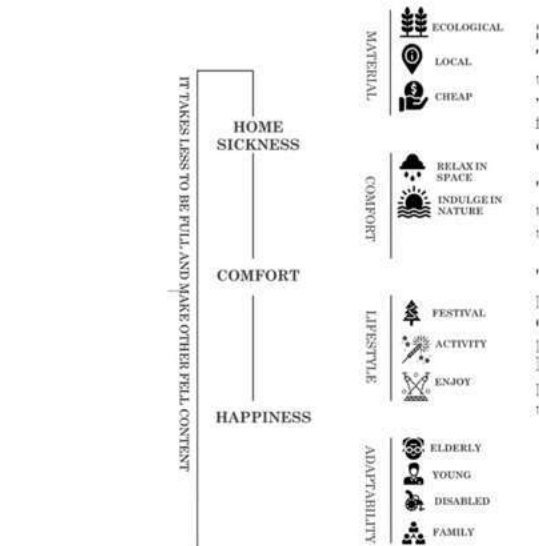 IT TAKES LESS TO BE FULL AND MAKE OTHER FELL CONTENT
HOME
SICKNESS
COMFORT
HAPPINESS
MATERIAL
ECOLOGICAL
LOCAL
CHEAP
COMFORT
RELAX IN
SPACE
INDULGE IN
NATURE
LIFESTYLE
FESTIVAL
ACTIVITY
ENJOY
ADAPTABILITY
ELDERLY
YOUNG
DISABLED
FAMILY